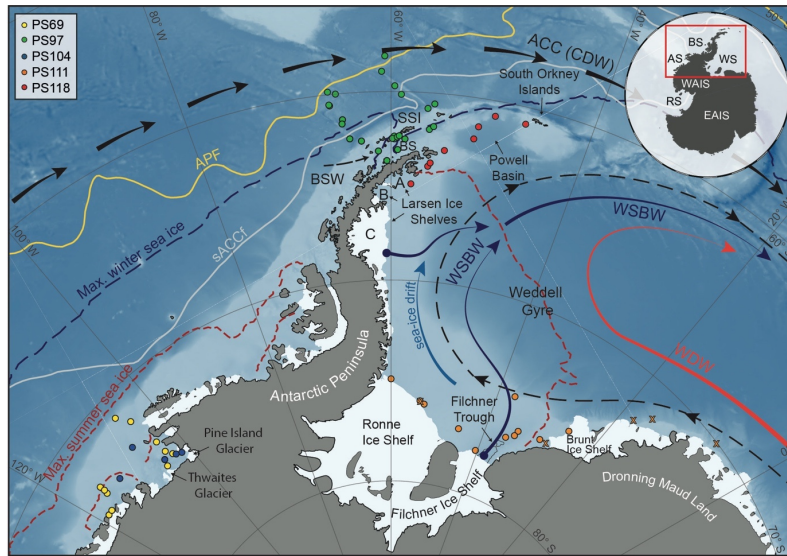 PS69
PS97
PS104
PS111
PS118
80° W
60° W
ACC (CDW)
50°
BS
AS
WS
WAIS
RS
EAIS
South Orkney
Islands
SSI
BS
APF
BSW
Powell
Basin
A
B
Larsen Ice
Shelves
C
20° W
60°
100° W
Max. winter sea ice
sACCf
WSBW
WSBW
Weddell
Gyre
sea-ice drift
WDW
Antarctic Peninsula
Max. summer sea ice
Filchner
Trough
Pine Island
Glacier
Ronne
Ice Shelf
Brunt
Ice Shelf
Thwaites
Glacier
120° W
Filchner Ice Shelf
Dronning Maud Land
80° S
70° S